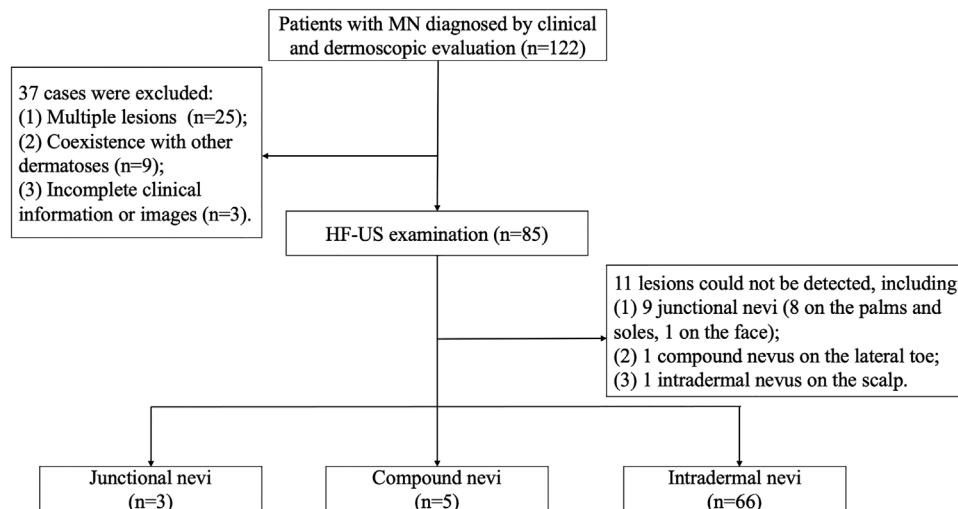 Patients with MN diagnosed by clinical
and dermoscopic evaluation (n=122)
37 cases were excluded:
(1) Multiple lesions (n=25);
(2) Coexistence with other
dermatoses (n=9);
(3) Incomplete clinical
information or images (n=3).
HF-US examination (n=85)
11 lesions could not be detected, including:
(1) 9 junctional nevi (8 on the palms and
soles, 1 on the face);
(2) 1 compound nevus on the lateral toe;
(3) 1 intradermal nevus on the scalp.
Junctional nevi
(n=3)
Compound nevi
(n=5)
Intradermal nevi
(n=66)